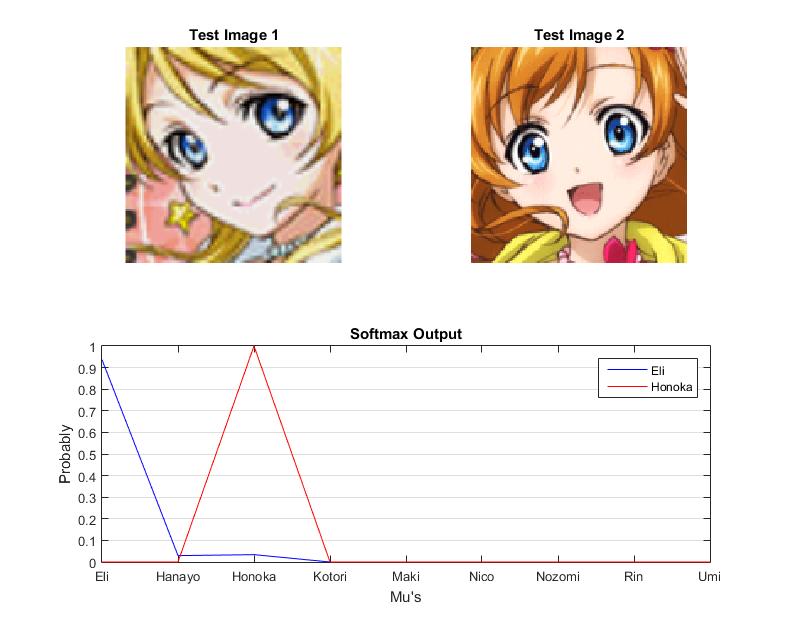 Test Image 1
Test Image 2
Softmax Output
1
0.9
0.8
0.7
0.6
0.5
0.4
0.3
0.2
0.1
0
Probably
Eli
Honoka
Eli Hanayo Honoka Kotori Maki Nico Nozomi Rin Umi
Mu's